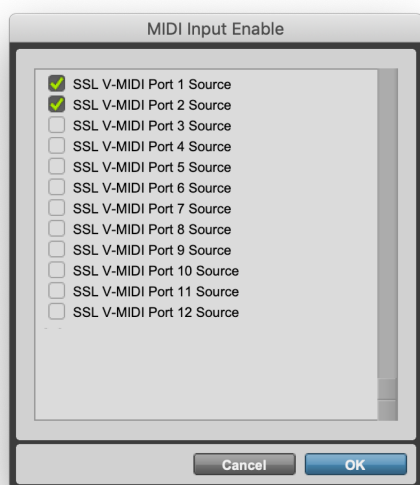 MIDI Input Enable
SSL V-MIDI Port 1 Source
SSL V-MIDI Port 2 Source
SSL V-MIDI Port 3 Source
SSL V-MIDI Port 4 Source
SSL V-MIDI Port 5 Source
SSL V-MIDI Port 6 Source
SSL V-MIDI Port 7 Source
SSL V-MIDI Port 8 Source
SSL V-MIDI Port 9 Source
SSL V-MIDI Port 10 Source
SSL V-MIDI Port 11 Source
SSL V-MIDI Port 12 Source
Cancel OK